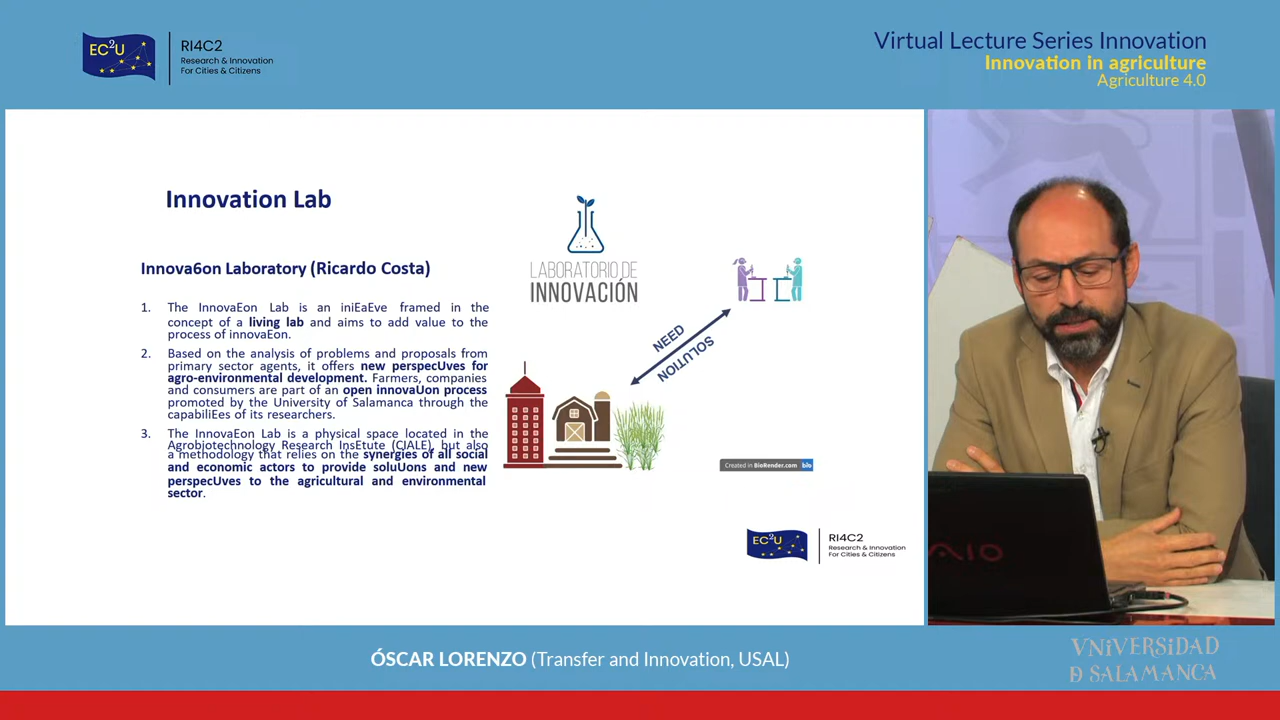 EC2U
RI4C2
Research & Innovation
For Cities & Citizens
Virtual Lecture Series Innovation
Innovation in agriculture
Agriculture 4.0
Innovation Lab
Innova6on Laboratory (Ricardo Costa)
1. The InnovaEon Lab is an iniEaEve framed in the
concept of a living lab and aims to add value to the
process of innovaEon.
2. Based on the analysis of problems and proposals from
primary sector agents, it offers new perspecUves for
agro-environmental development. Farmers, companies
and consumers are part of an open innovaUon process
promoted by the University of Salamanca through the
capabiliEes of its researchers.
3. The InnovaEon Lab is a physical space located in the
Agrobiotechnology Research InsEtute (CIALE), but also
a methodology that relies on the synergies of all social
and economic actors to provide soluUons and new
perspecUves to the agricultural and environmental
sector.
LABORATORIO DE
INNOVACIÓN
NEED
SOLUTION
Created in BioRender.com bio
EC2U
RI4C2
Research & Innovation
For Cities & Citizens
VAIO
ÓSCAR LORENZO (Transfer and Innovation, USAL)
VNiVERSiDAD
D SALAMANCA